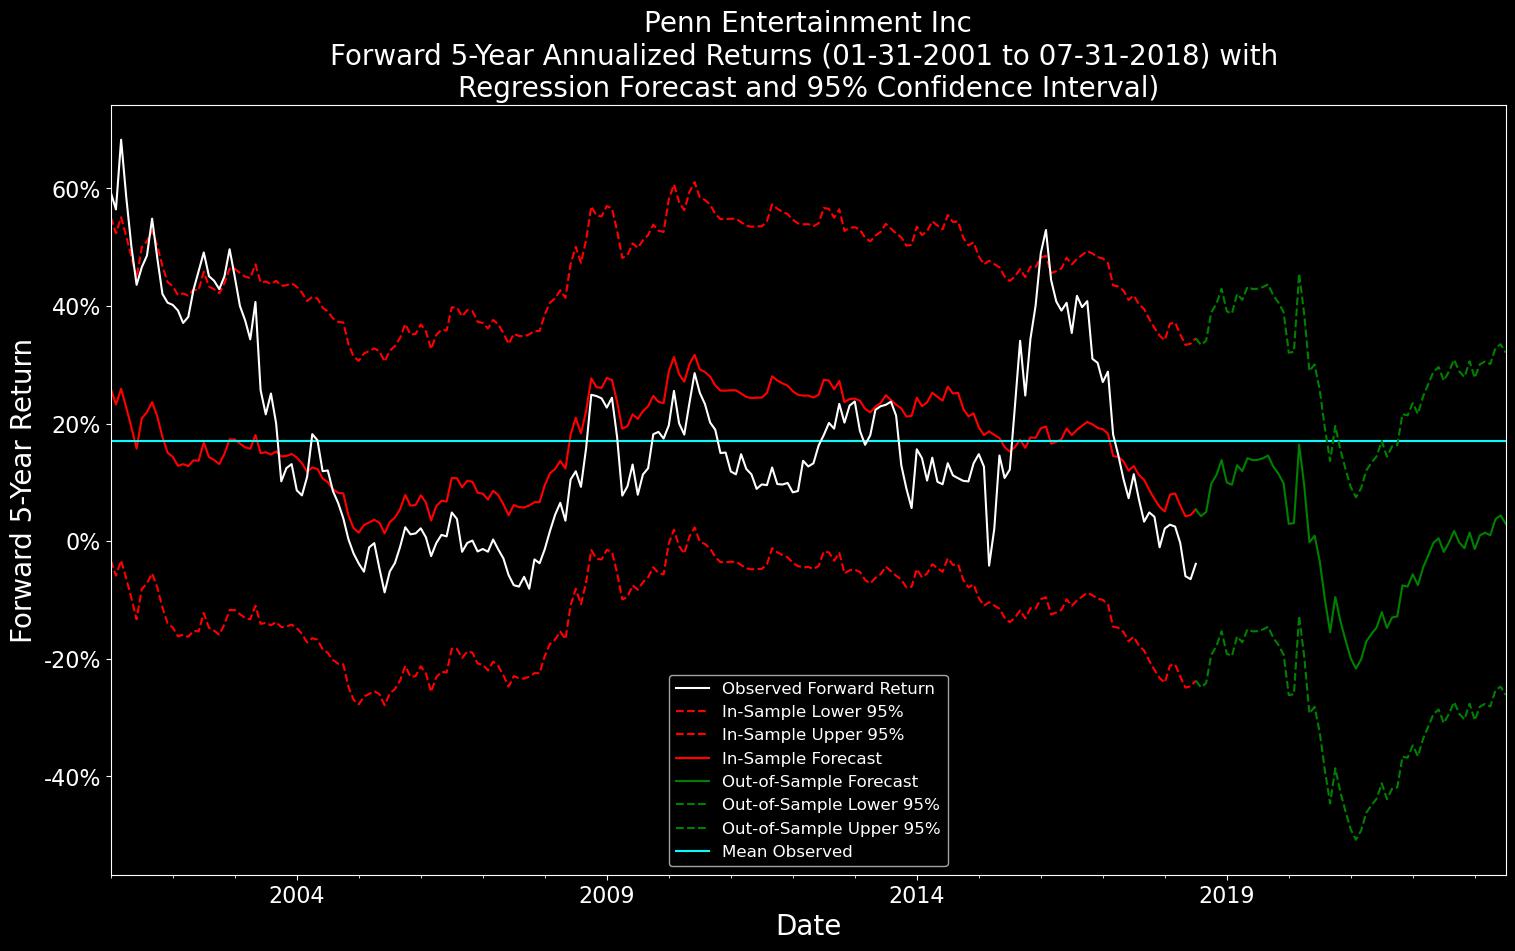 Penn Entertainment Inc
Forward 5-Year Annualized Returns (01-31-2001 to 07-31-2018) with
Regression Forecast and 95% Confidence Interval)
Forward 5-Year Return
60%
40%
20%
0%
-20%
-40%
Observed Forward Return
In-Sample Lower 95%
In-Sample Upper 95%
In-Sample Forecast
Out-of-Sample Forecast
Out-of-Sample Lower 95%
Out-of-Sample Upper 95%
Mean Observed
2004
2009
2014
2019
Date